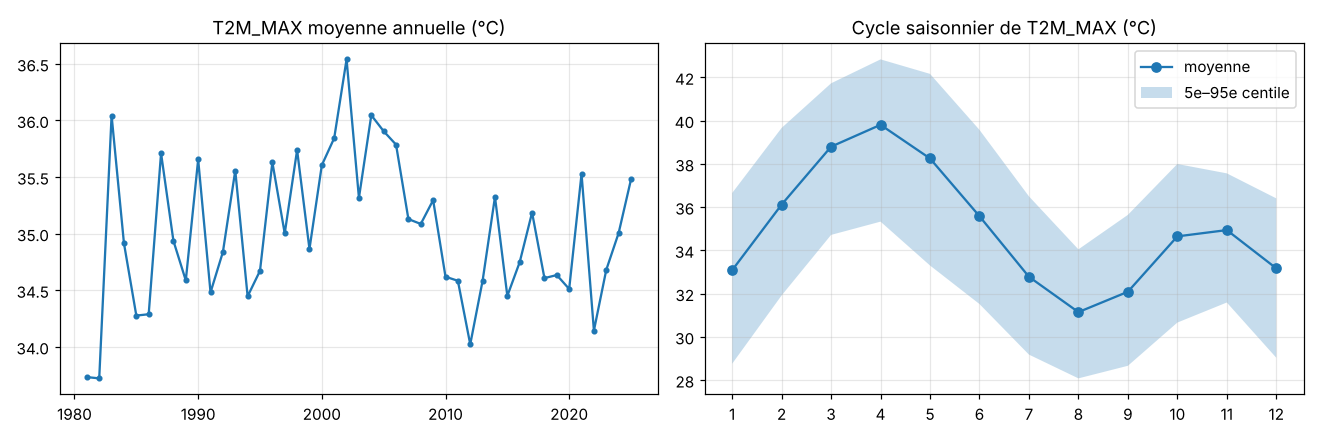 T2M_MAX moyenne annuelle (°C)
36.5
36.0
35.5
35.0
34.5
34.0
1980 1990 2000 2010 2020
Cycle saisonnier de T2M_MAX (°C)
moyenne
5e–95e centile
42
40
38
36
34
32
30
28
1 2 3 4 5 6 7 8 9 10 11 12